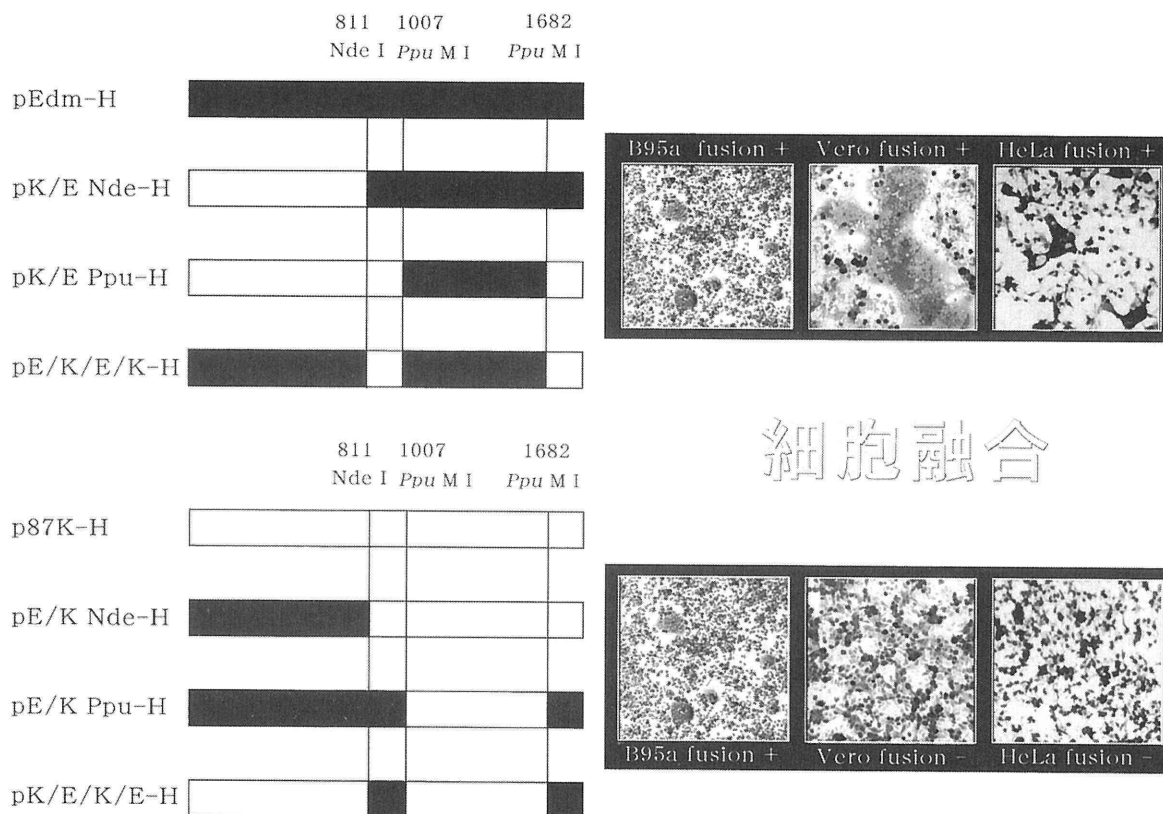 811 1007 1682
Nde I Ppu M I Ppu M I
pEdm-H
pK/E Nde-H
pK/E Ppu-H
pE/K/E/K-H
B95a fusion + Vero fusion + HeLa fusion +
細胞融合
811 1007 1682
Nde I Ppu M I Ppu M I
p87K-H
pE/K Nde-H
pE/K Ppu-H
pK/E/K/E-H
B95a fusion + Vero fusion - HeLa fusion -